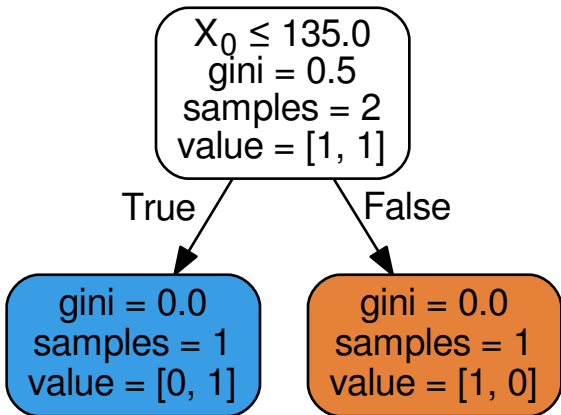 X₀ ≤ 135.0
gini = 0.5
samples = 2
value = [1, 1]
True
False
gini = 0.0
samples = 1
value = [0, 1]
gini = 0.0
samples = 1
value = [1, 0]